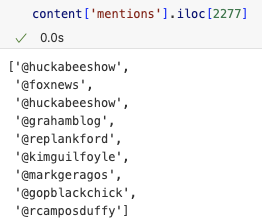 content['mentions'].iloc[2277]
✓ 0.0s
['@huckabeeshow',
'@foxnews',
'@huckabeeshow',
'@grahamblog',
'@replankford',
'@kimguilfoyle',
'@markgeragos',
'@gopblackchick',
'@rcamposduffy']